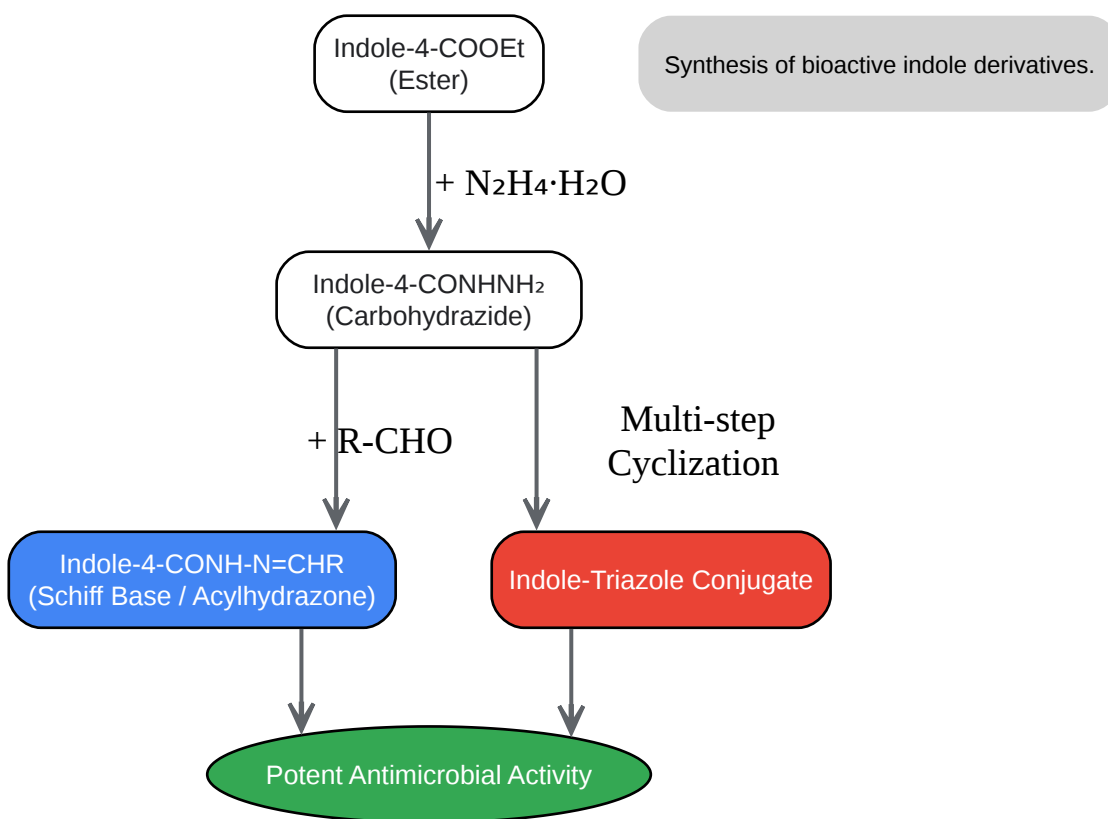 Indole-4-COOEt
(Ester)
Synthesis of bioactive indole derivatives.
+ N₂H₄·H₂O
Indole-4-CONHNH₂
(Carbohydrazide)
+ R-CHO
Multi-step
Cyclization
Indole-4-CONH-N=CHR
(Schiff Base / Acylhydrazone)
Indole-Triazole Conjugate
Potent Antimicrobial Activity